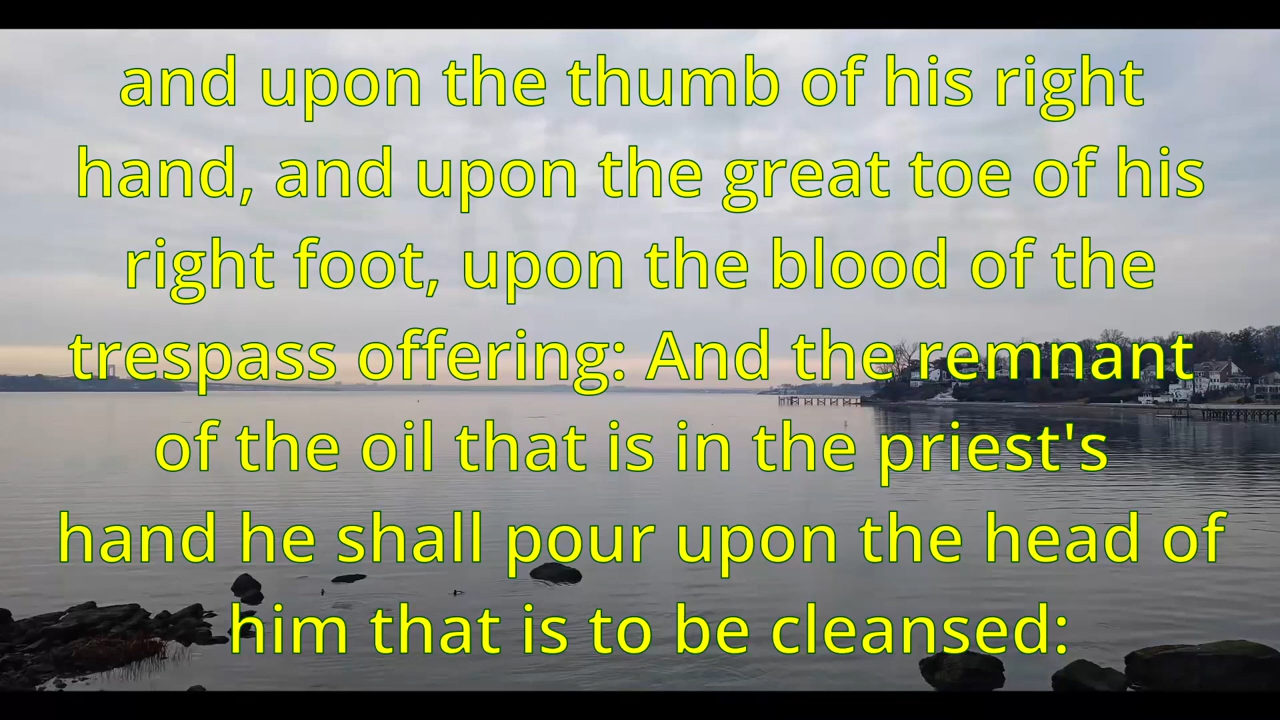 and upon the thumb of his right
hand, and upon the great toe of his
right foot, upon the blood of the
trespass offering: And the remnant
of the oil that is in the priest's
hand he shall pour upon the head of
him that is to be cleansed: